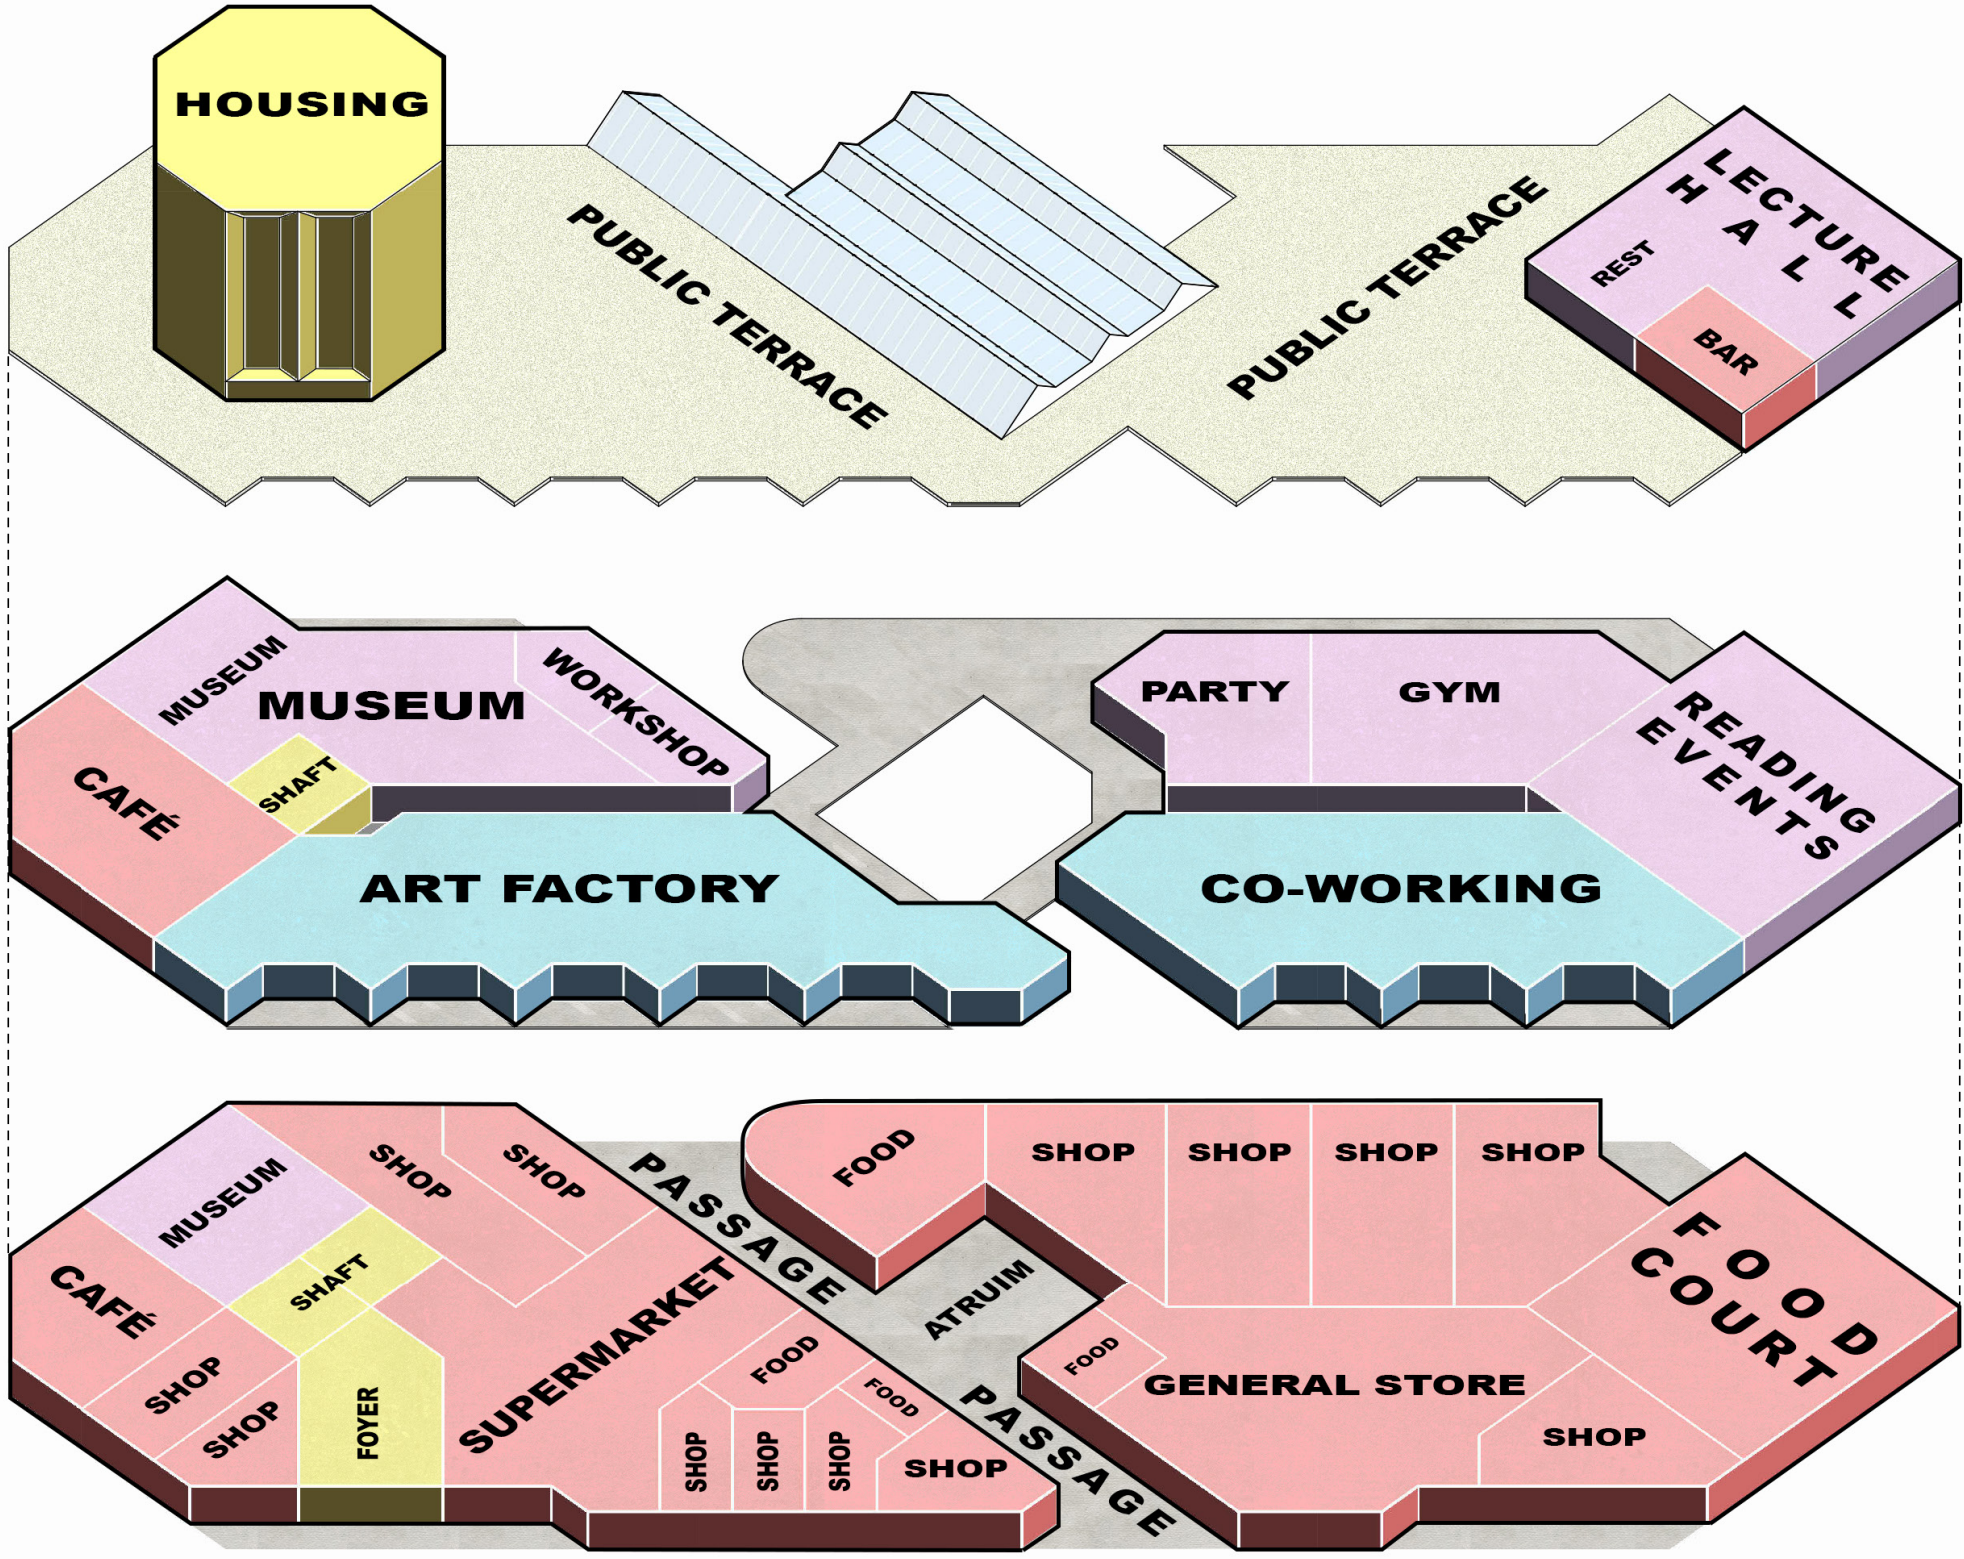 HOUSING
PUBLIC TERRACE
PUBLIC TERRACE
LECTURE
HALL
REST
BAR
MUSEUM
MUSEUM
WORKSHOP
CAFÉ
SHAFT
ART FACTORY
PARTY
GYM
READING
EVENTS
CO-WORKING
MUSEUM
SHOP
SHOP
PASSAGE
FOOD
SHOP
SHOP
SHOP
SHOP
CAFÉ
SHAFT
SHOP
SHOP
FOYER
SUPERMARKET
FOOD
FOOD
SHOP
SHOP
SHOP
SHOP
ATRUIM
PASSAGE
FOOD
GENERAL STORE
SHOP
FOOD
COURT